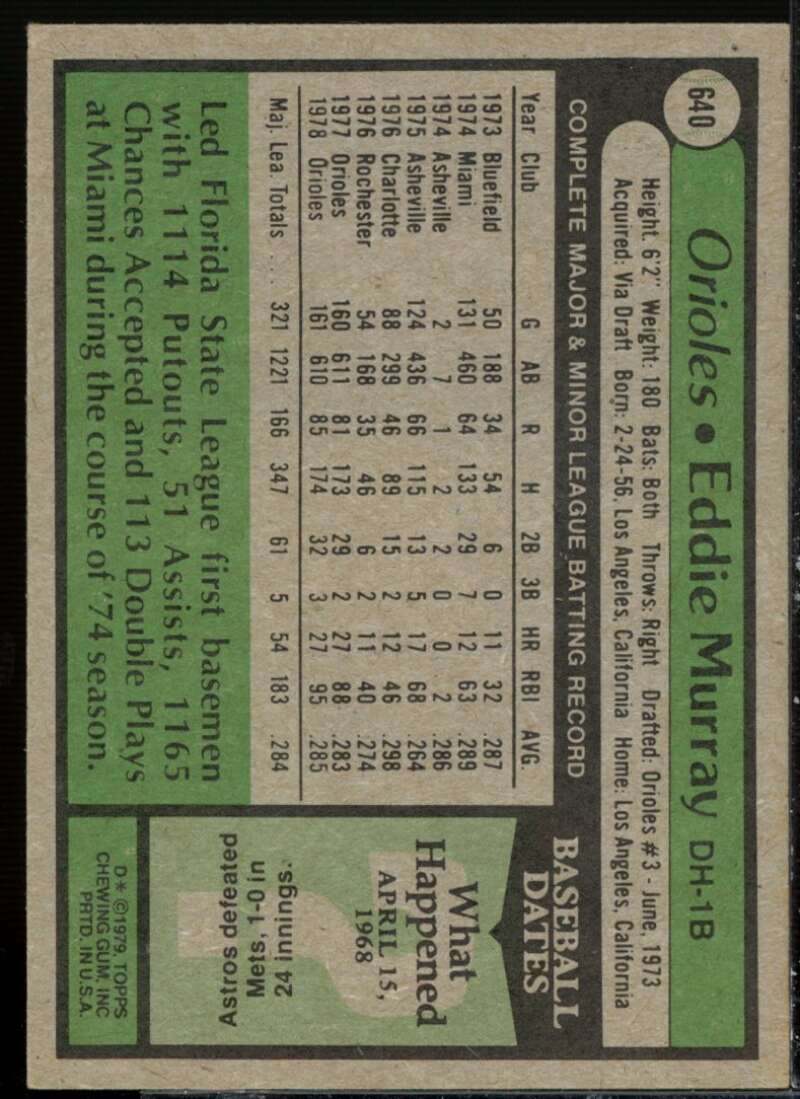 640
Orioles • Eddie Murray DH-1B
Height: 6'2" Weight: 180 Bats: Both Throws: Right Drafted: Orioles #3 - June, 1973
Acquired: Via Draft Born: 2-24-56, Los Angeles, California Home: Los Angeles, California
COMPLETE MAJOR & MINOR LEAGUE BATTING RECORD
Year Club G AB R H 2B 3B HR RBI AVG.
1973 Bluefield 50 188 34 54 6 0 11 32 .287
1974 Miami 131 460 64 133 29 7 12 63 .289
1974 Asheville 2 7 1 2 2 0 0 2 .286
1975 Asheville 124 436 66 115 13 5 17 68 .264
1976 Charlotte 88 299 46 89 15 2 12 46 .298
1976 Rochester 54 168 35 46 6 2 11 40 .274
1977 Orioles 160 611 81 173 29 2 27 88 .283
1978 Orioles 161 610 85 174 32 3 27 95 .285
Maj. Lea. Totals . . . 321 1221 166 347 61 5 54 183 .284
Led Florida State League first basemen
with 1114 Putouts, 51 Assists, 1165
Chances Accepted and 113 Double Plays
at Miami during the course of '74 season.
BASEBALL
DATES
What
Happened
APRIL 15,
1968
?
Astros defeated
Mets, 1-0 in
24 innings.
D* ©1979, TOPPS
CHEWING GUM, INC
PRTD. IN U.S.A.